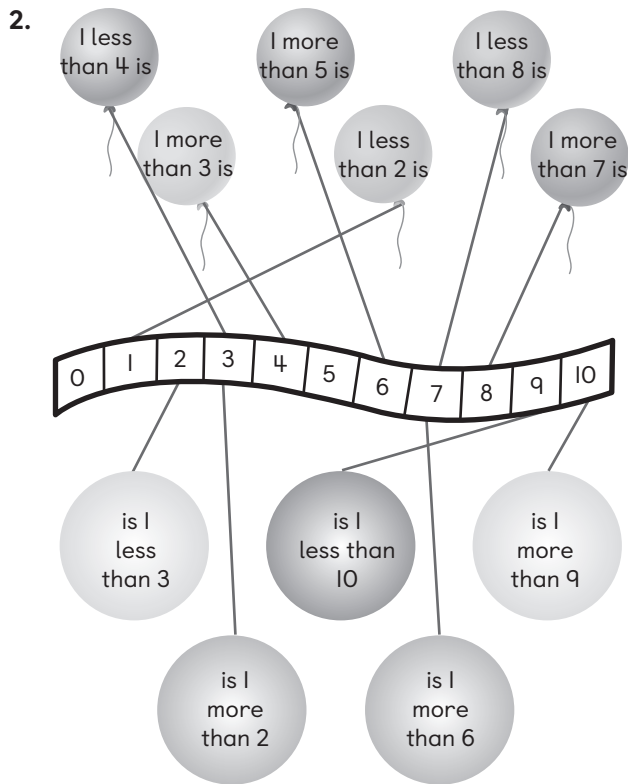 2.
1 less
than 4 is
1 more
than 5 is
1 less
than 8 is
1 more
than 3 is
1 less
than 2 is
1 more
than 7 is
0 1 2 3 4 5 6 7 8 9 10
is 1
less
than 3
is 1
less than
10
is 1
more
than 9
is 1
more
than 2
is 1
more
than 6